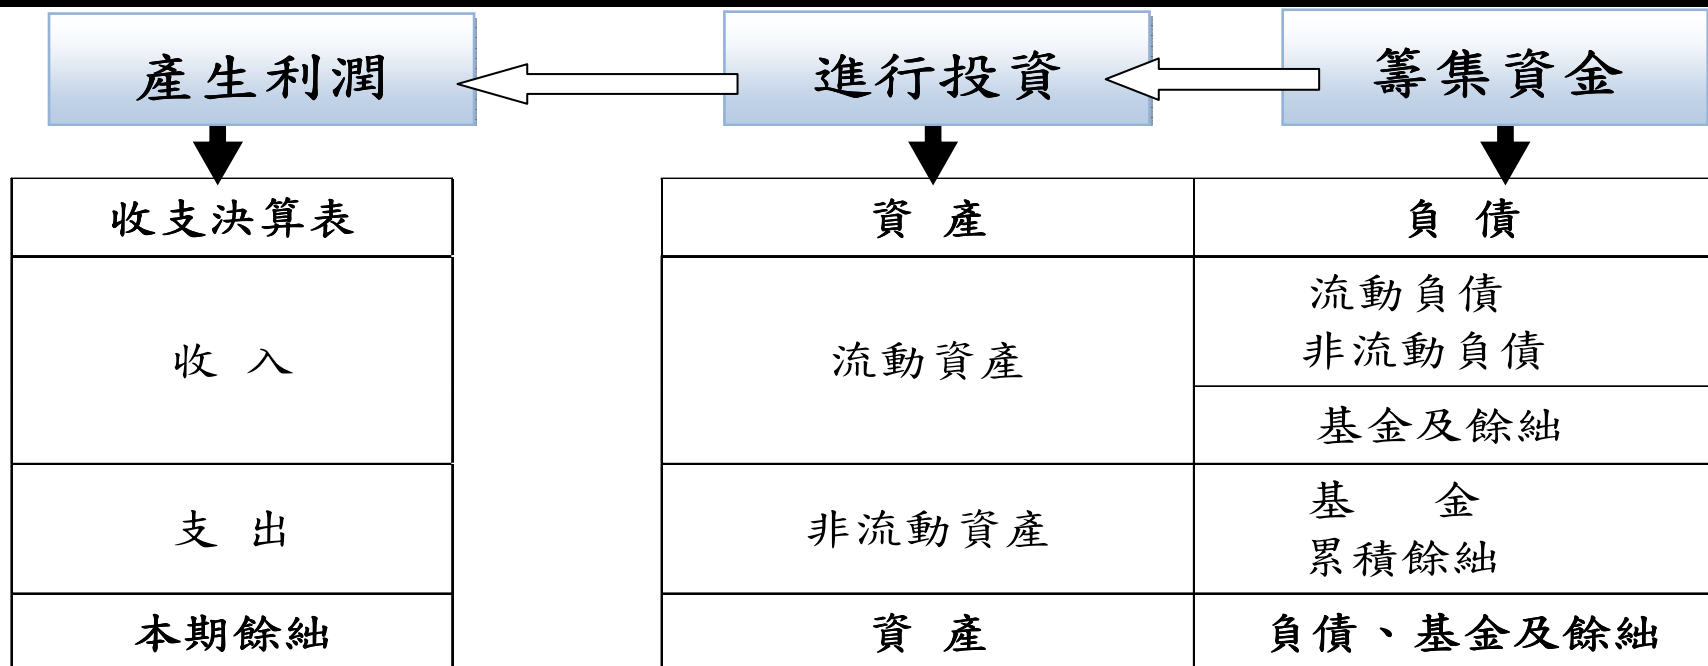 產生利潤 進行投資 籌集資金
收支決算表 資 產 負 債
流動負債
收 入 流動資產 非流動負債
基金及餘絀
基 金
支 出 非流動資產
累積餘絀
本期餘絀 資 產 負債、基金及餘絀